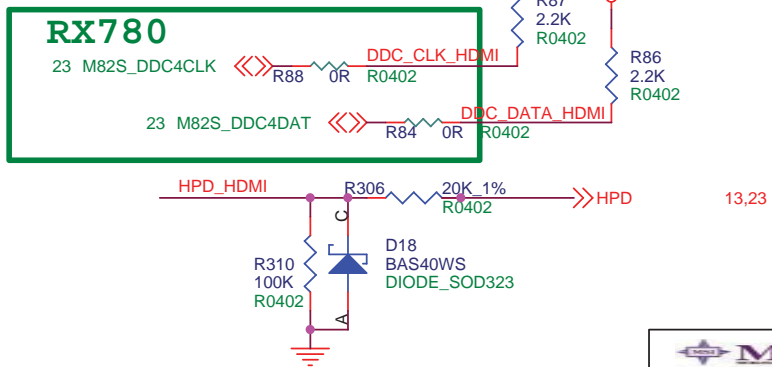 R87
2.2K
R0402
RX780
23 M82S_DDC4CLK
R88
0R
DDC_CLK_HDMI
R0402
R86
2.2K
R0402
23 M82S_DDC4DAT
R84
0R
DDC_DATA_HDMI
R0402
HPD_HDMI
R306
20K_1%
R0402
HPD
13,23
C
D18
BAS40WS
DIODE_SOD323
R310
100K
R0402
A
MSI